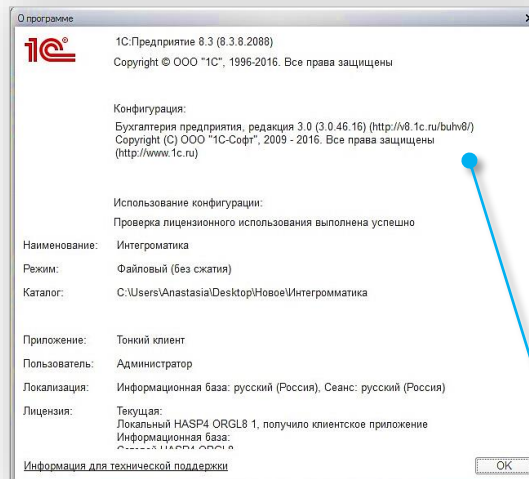 О программе
1С® 1С:Предприятие 8.3 (8.3.8.2088)
Copyright © ООО "1С", 1996-2016. Все права защищены
Конфигурация:
Бухгалтерия предприятия, редакция 3.0 (3.0.46.16) (http://v8.1c.ru/buhv8/)
Copyright (С) ООО "1С-Софт", 2009 - 2016. Все права защищены
(http://www.1c.ru)
Использование конфигурации:
Проверка лицензионного использования выполнена успешно
Наименование: Интегроматика
Режим: Файловый (без сжатия)
Каталог: C:\Users\Anastasia\Desktop\Новое\Интегромматика
Приложение: Тонкий клиент
Пользователь: Администратор
Локализация: Информационная база: русский (Россия), Сеанс: русский (Россия)
Лицензия: Текущая:
Локальный HASP4 ORGL8 1, получило клиентское приложение
Информационная база:
Сетевой HASP4 ORGL8
Информация для технической поддержки
OK